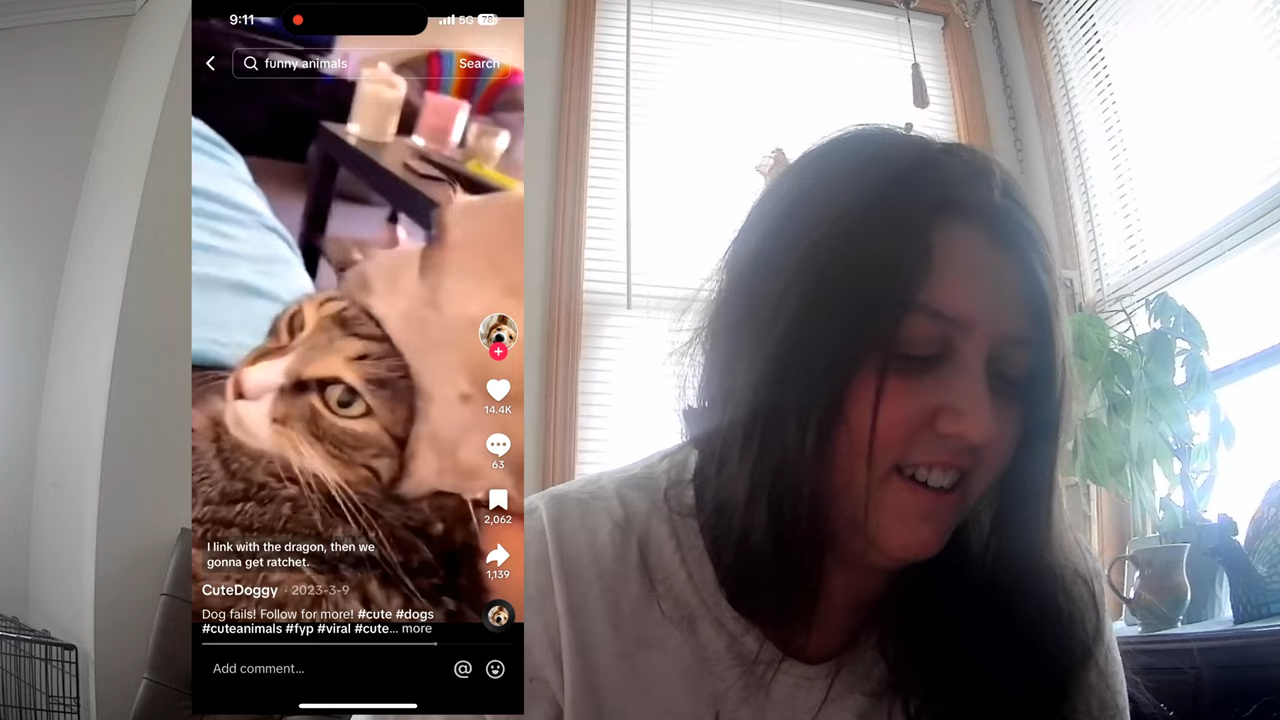 9:11
5G 78
funny animals
Search
14.4K
63
2,062
1,139
I link with the dragon, then we
gonna get ratchet.
CuteDoggy · 2023-3-9
Dog fails! Follow for more! #cute #dogs
#cuteanimals #fyp #viral #cute... more
Add comment...
@